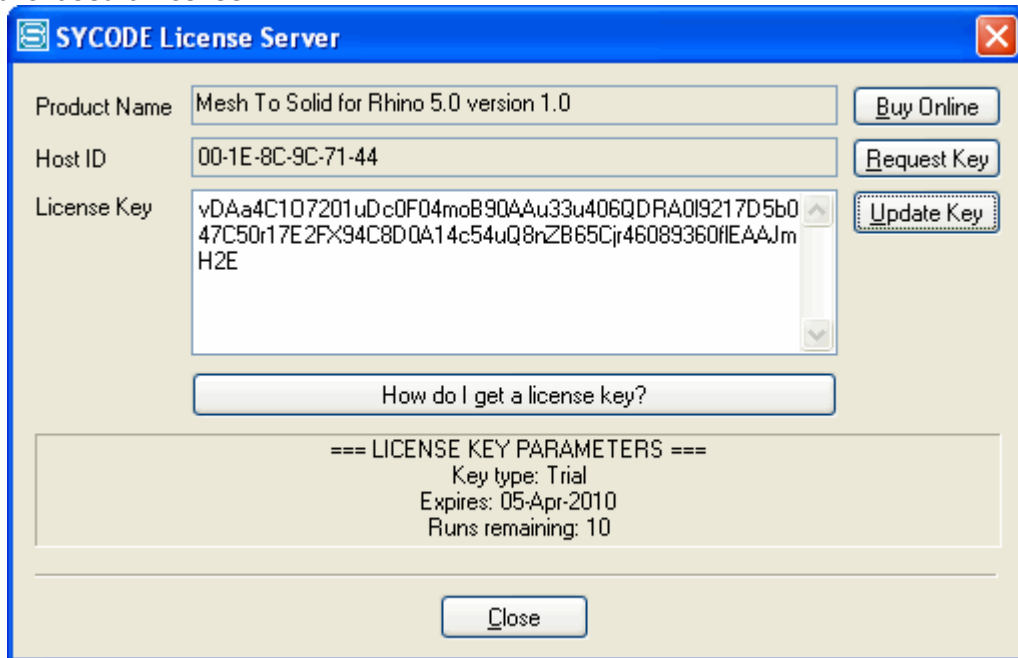 SYCODE License Server
Product Name Mesh To Solid for Rhino 5.0 version 1.0 Buy Online
Host ID 00-1E-8C-9C-71-44 Request Key
License Key vDAa4C1O7201uDc0F04moB90AAu33u406QDRA0I9217D5b0 Update Key
47C50r17E2FX94C8D0A14c54uQ8nZB65Cjr46089360flEAAJm
H2E
How do I get a license key?
=== LICENSE KEY PARAMETERS ===
Key type: Trial
Expires: 05-Apr-2010
Runs remaining: 10
Close